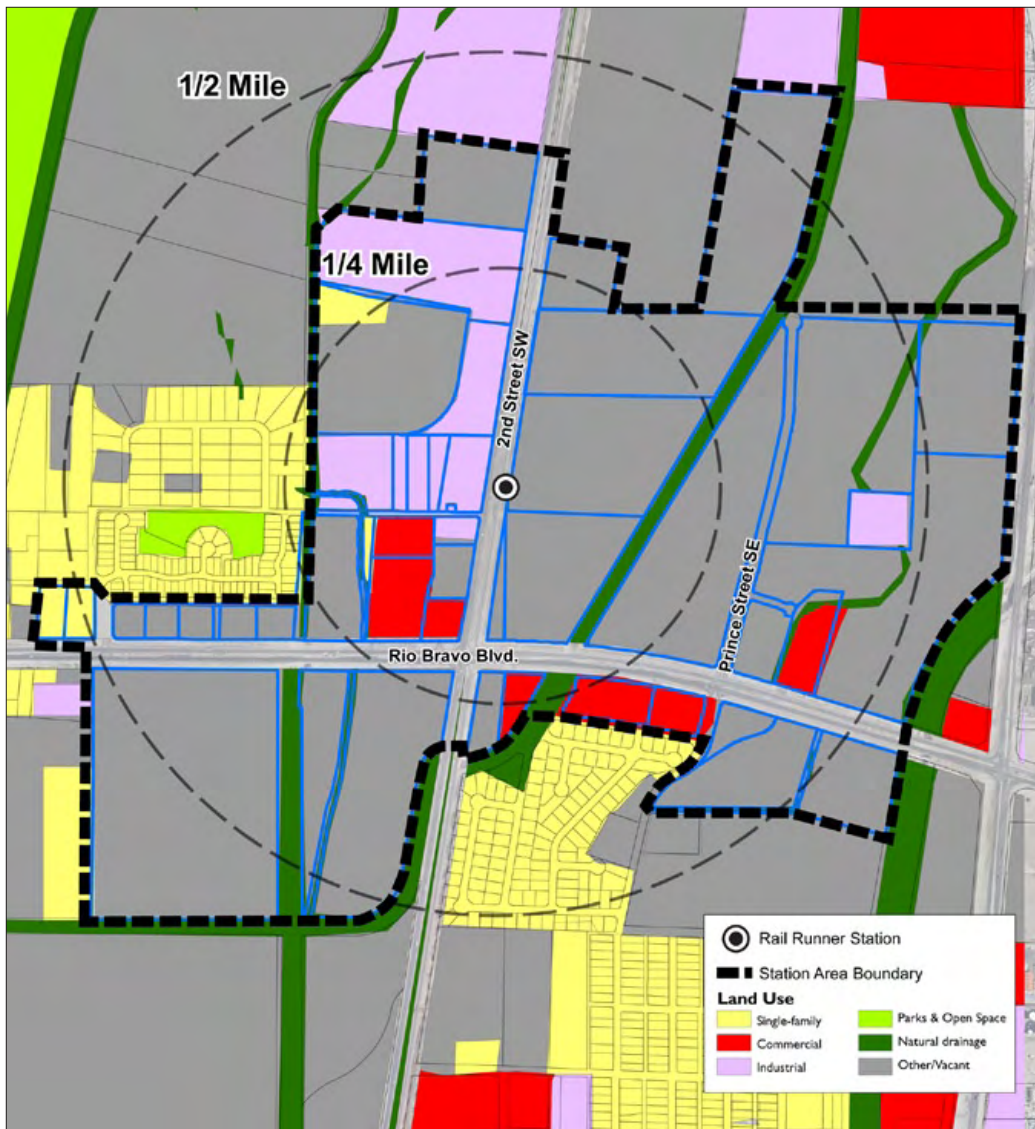 1/2 Mile
1/4 Mile
2nd Street SW
Prince Street SE
Rio Bravo Blvd.
Rail Runner Station
Station Area Boundary
Land Use
Single-family
Parks & Open Space
Commercial
Natural drainage
Industrial
Other/Vacant